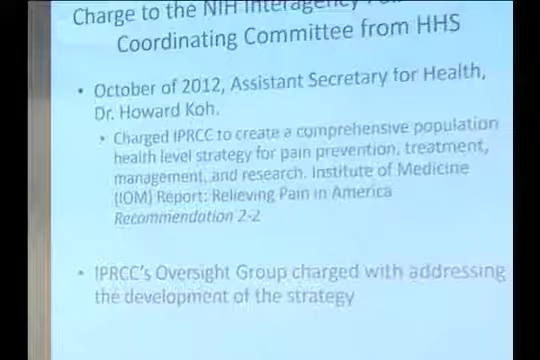 Charge to the NIH Interagency
Coordinating Committee from HHS
• October of 2012, Assistant Secretary for Health,
Dr. Howard Koh.
• Charged IPRCC to create a comprehensive population
health level strategy for pain prevention, treatment,
management, and research. Institute of Medicine
(IOM) Report: Relieving Pain in America
Recommendation 2-2
• IPRCC's Oversight Group charged with addressing
the development of the strategy